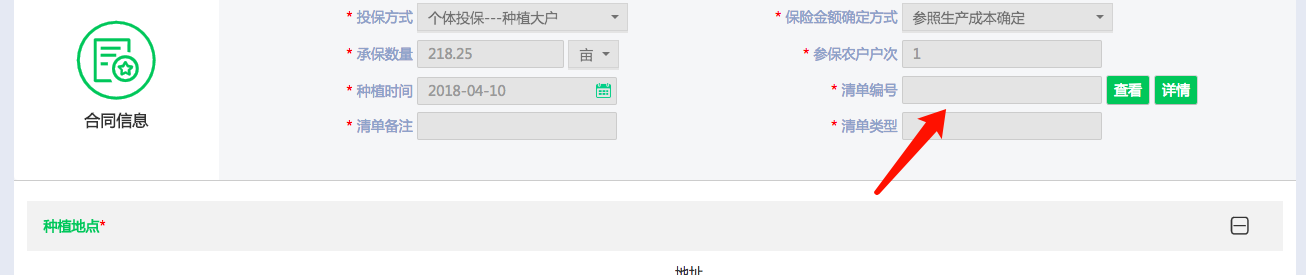 * 投保方式 个体投保---种植大户 * 保险金额确定方式 参照生产成本确定
* 承保数量 218.25 亩 * 参保农户户次 1
* 种植时间 2018-04-10 * 清单编号 查看 详情
* 清单备注 * 清单类型
合同信息
种植地点*
地址